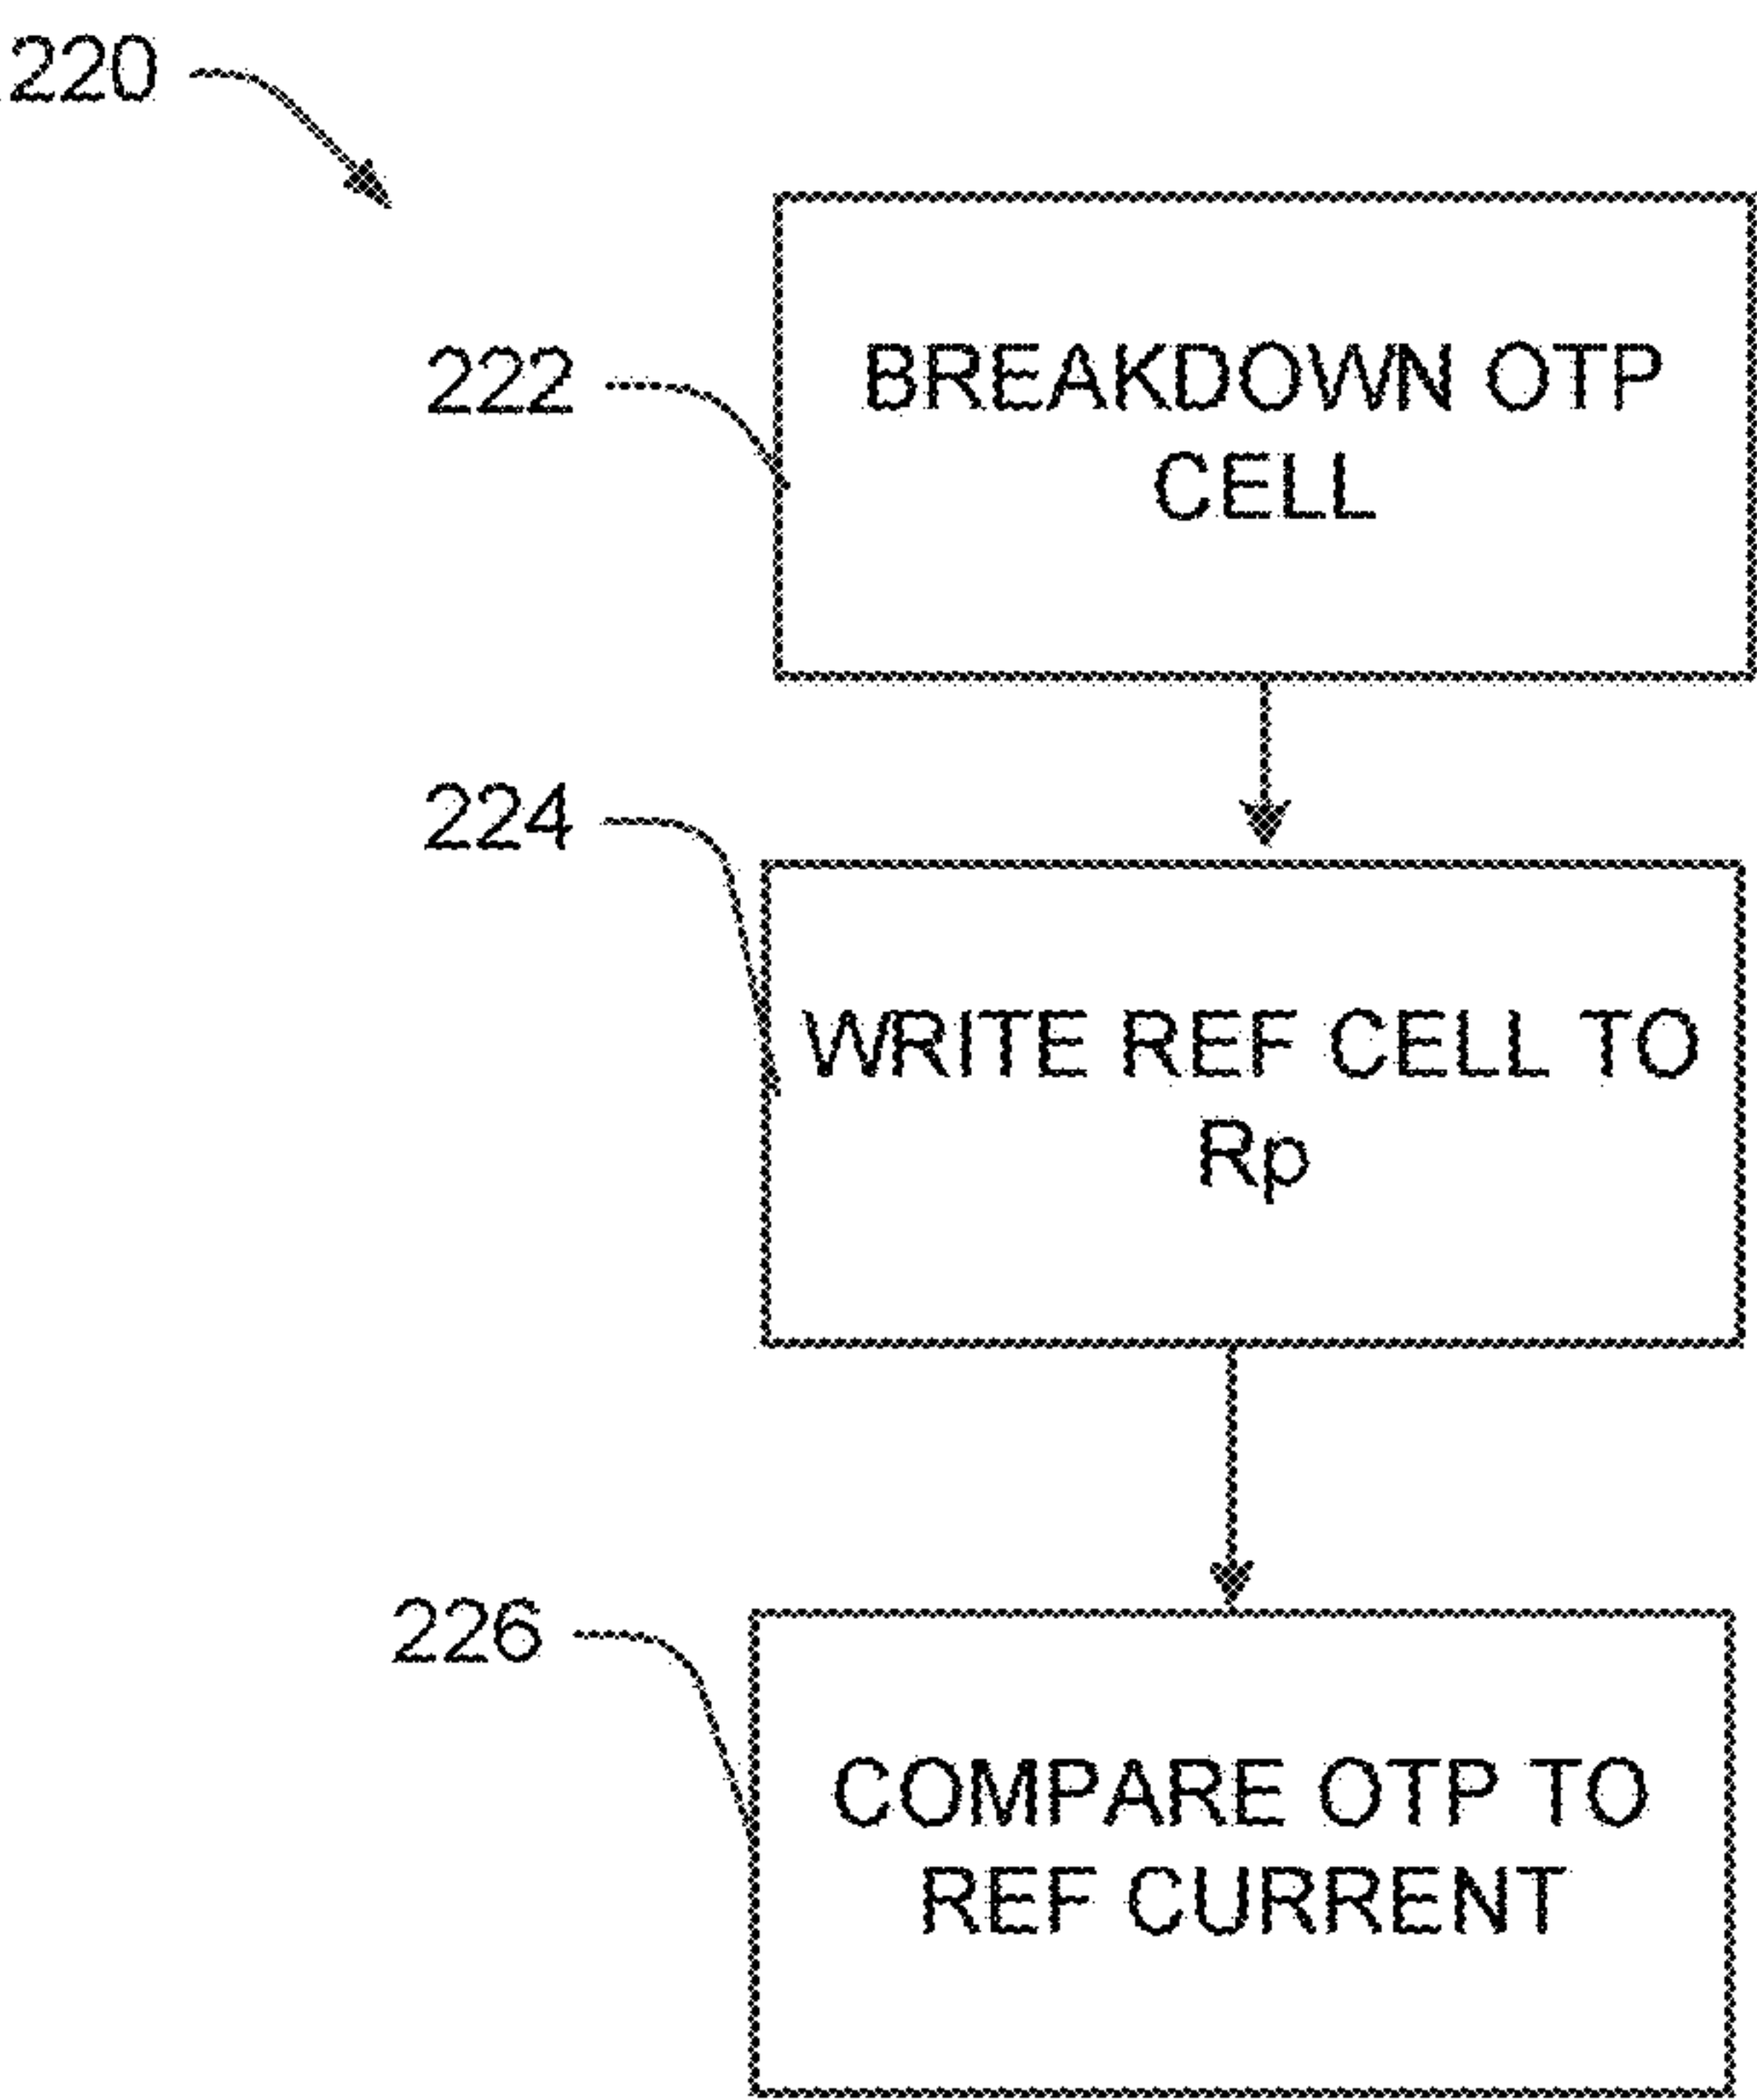 220
222
BREAKDOWN OTP
CELL
224
WRITE REF CELL TO
Rp
226
COMPARE OTP TO
REF CURRENT